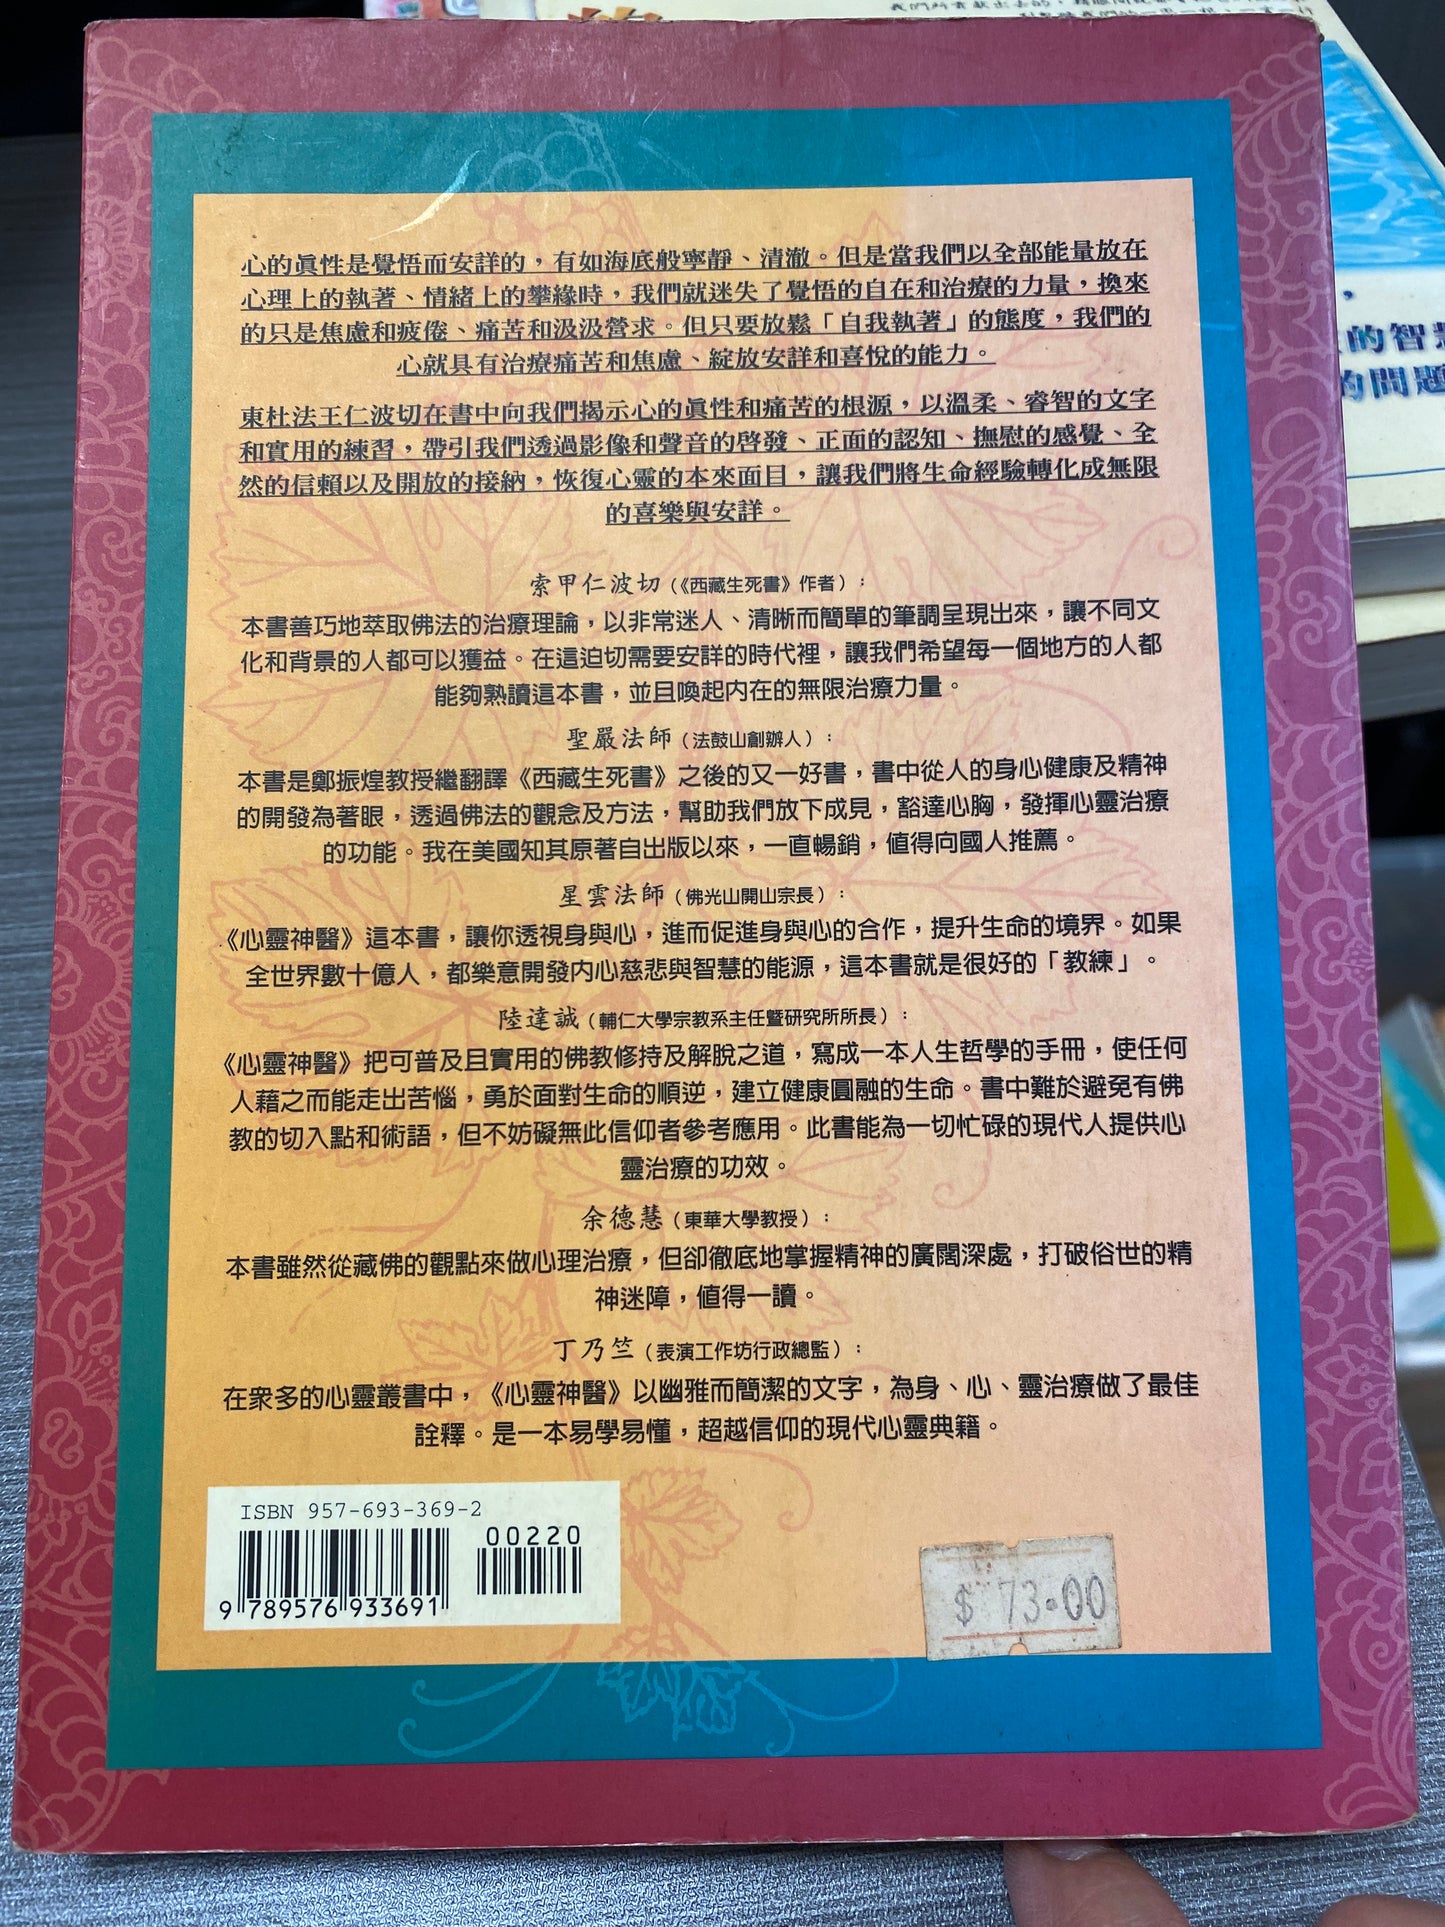 我們所貢獻出去的，
心的眞性是覺悟而安詳的，有如海底般寧靜、清澈。但是當我們以全部能量放在
心理上的執著、情緒上的攀緣時，我們就迷失了覺悟的自在和治療的力量，換來
的只是焦慮和疲倦、痛苦和汲汲營求。但只要放鬆「自我執著」的態度，我們的
心就具有治療痛苦和焦慮、綻放安詳和喜悅的能力。
東杜法王仁波切在書中向我們揭示心的眞性和痛苦的根源，以溫柔、睿智的文字
和實用的練習，帶引我們透過影像和聲音的啓發、正面的認知、撫慰的感覺、全
然的信賴以及開放的接納，恢復心靈的本來面目，讓我們將生命經驗轉化成無限
的喜樂與安詳。
索甲仁波切（《西藏生死書》作者）：
本書善巧地萃取佛法的治療理論，以非常迷人、清晰而簡單的筆調呈現出來，讓不同文
化和背景的人都可以獲益。在這迫切需要安詳的時代裡，讓我們希望每一個地方的人都
能夠熟讀這本書，並且喚起內在的無限治療力量。
聖嚴法師（法鼓山創辦人）：
本書是鄭振煌教授繼翻譯《西藏生死書》之後的又一好書，書中從人的身心健康及精神
的開發為著眼，透過佛法的觀念及方法，幫助我們放下成見，豁達心胸，發揮心靈治療
的功能。我在美國知其原著自出版以來，一直暢銷，值得向國人推薦。
星雲法師（佛光山開山宗長）：
《心靈神醫》這本書，讓你透視身與心，進而促進身與心的合作，提升生命的境界。如果
全世界數十億人，都樂意開發內心慈悲與智慧的能源，這本書就是很好的「教練」。
陸達誠（輔仁大學宗教系主任暨研究所所長）：
《心靈神醫》把可普及且實用的佛教修持及解脫之道，寫成一本人生哲學的手冊，使任何
人藉之而能走出苦惱，勇於面對生命的順逆，建立健康圓融的生命。書中難於避免有佛
教的切入點和術語，但不妨礙無此信仰者參考應用。此書能為一切忙碌的現代人提供心
靈治療的功效。
余德慧（東華大學教授）：
本書雖然從藏佛的觀點來做心理治療，但卻徹底地掌握精神的廣闊深處，打破俗世的精
神迷障，值得一讀。
丁乃竺（表演工作坊行政總監）：
在衆多的心靈叢書中，《心靈神醫》以幽雅而簡潔的文字，為身、心、靈治療做了最佳
詮釋。是一本易學易懂，超越信仰的現代心靈典籍。
ISBN 957-693-369-2
00220
9 789576 933691
$ 73.00
的智慧
的問題